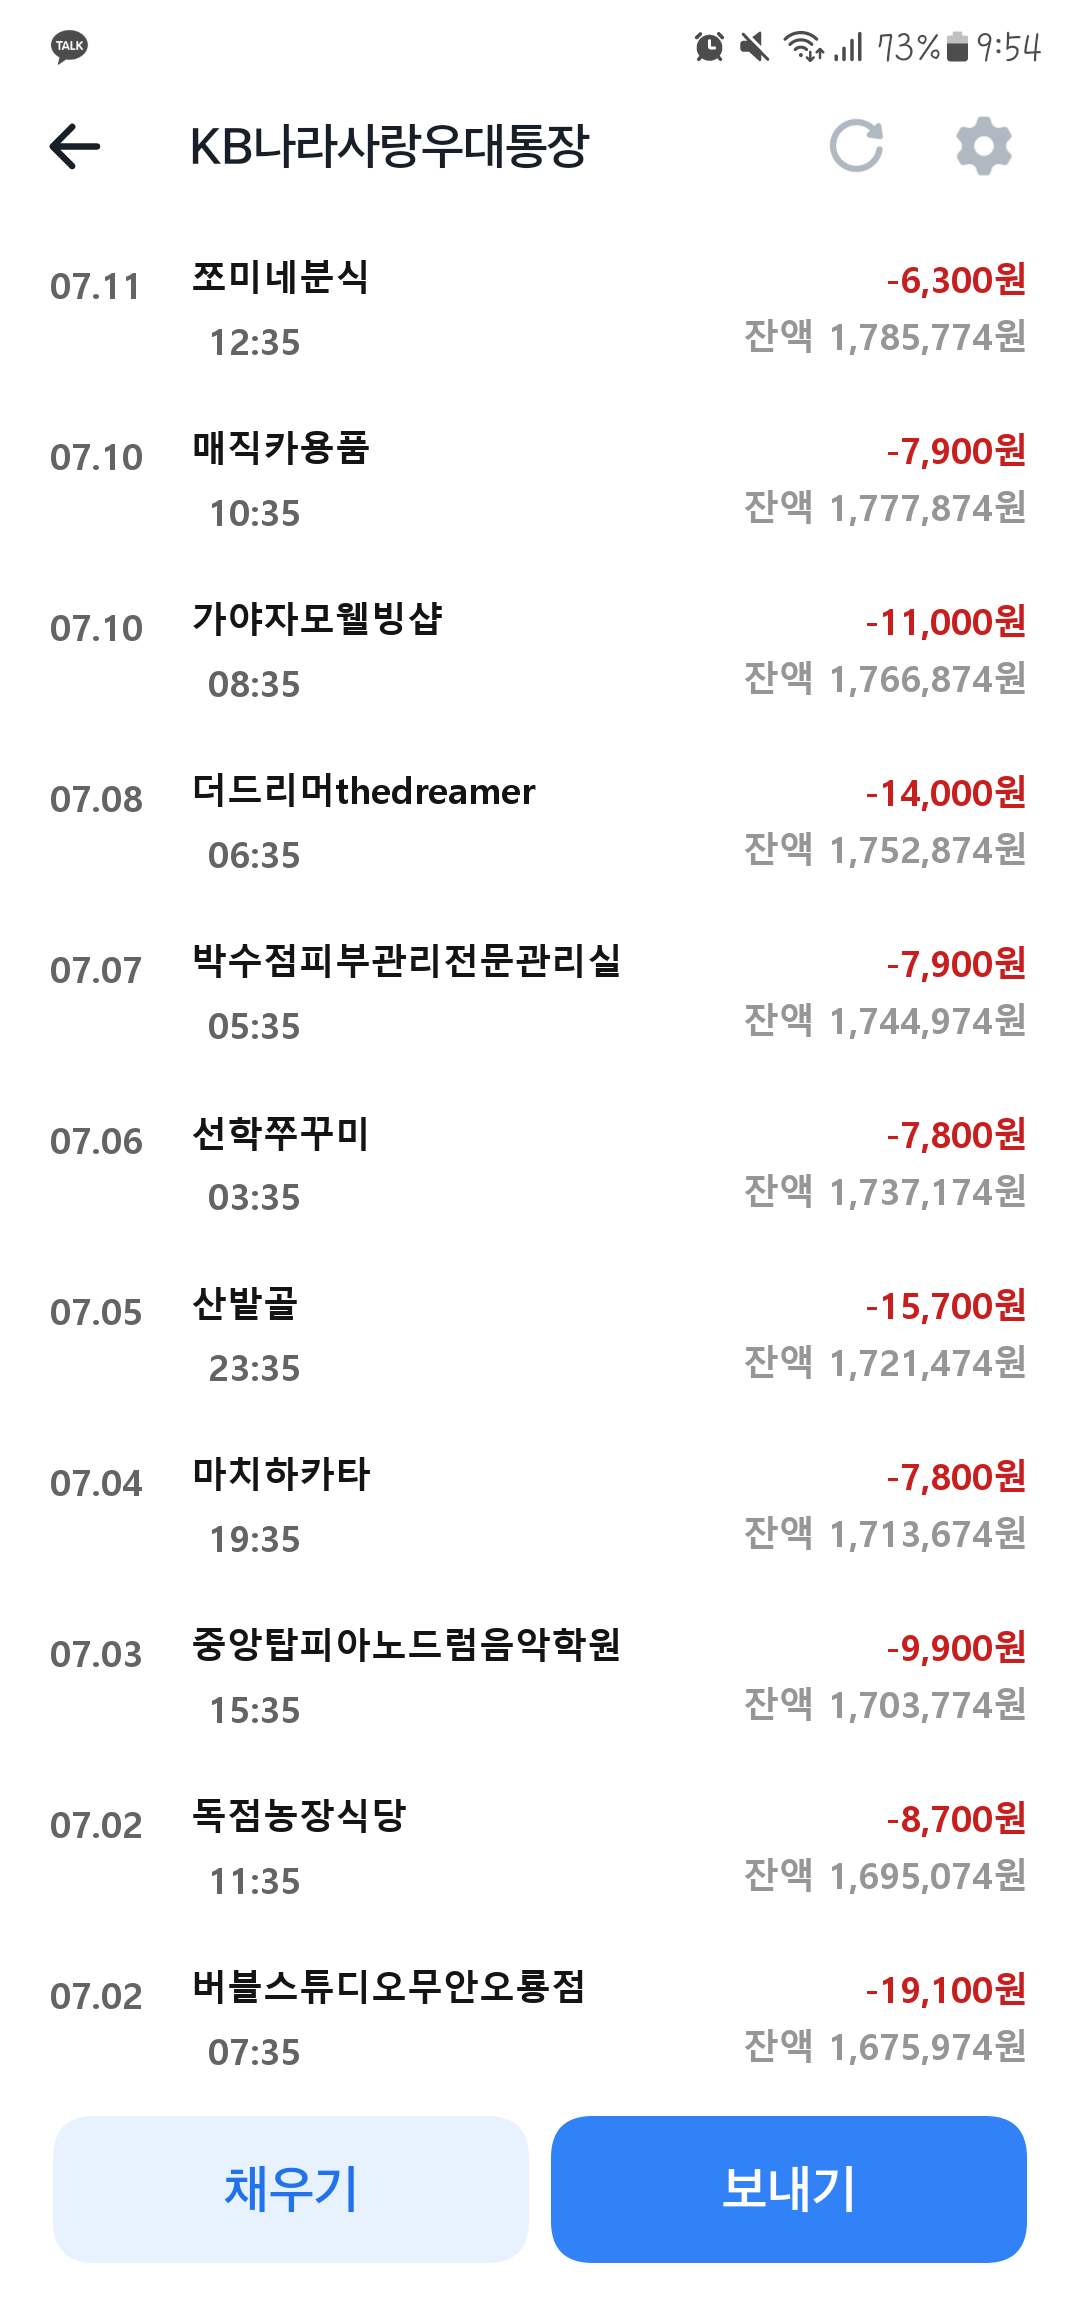 TALK 73% 9:54
KB나라사랑우대통장
07.11 쪼미네분식 -6,300원
12:35 잔액 1,785,774원
07.10 매직카용품 -7,900원
10:35 잔액 1,777,874원
07.10 가야자모웰빙샵 -11,000원
08:35 잔액 1,766,874원
07.08 더드리머thedreamer -14,000원
06:35 잔액 1,752,874원
07.07 박수점피부관리전문관리실 -7,900원
05:35 잔액 1,744,974원
07.06 선학쭈꾸미 -7,800원
03:35 잔액 1,737,174원
07.05 산밭골 -15,700원
23:35 잔액 1,721,474원
07.04 마치하카타 -7,800원
19:35 잔액 1,713,674원
07.03 중앙탑피아노드럼음악학원 -9,900원
15:35 잔액 1,703,774원
07.02 독점농장식당 -8,700원
11:35 잔액 1,695,074원
07.02 버블스튜디오무안오룡점 -19,100원
07:35 잔액 1,675,974원
채우기 보내기